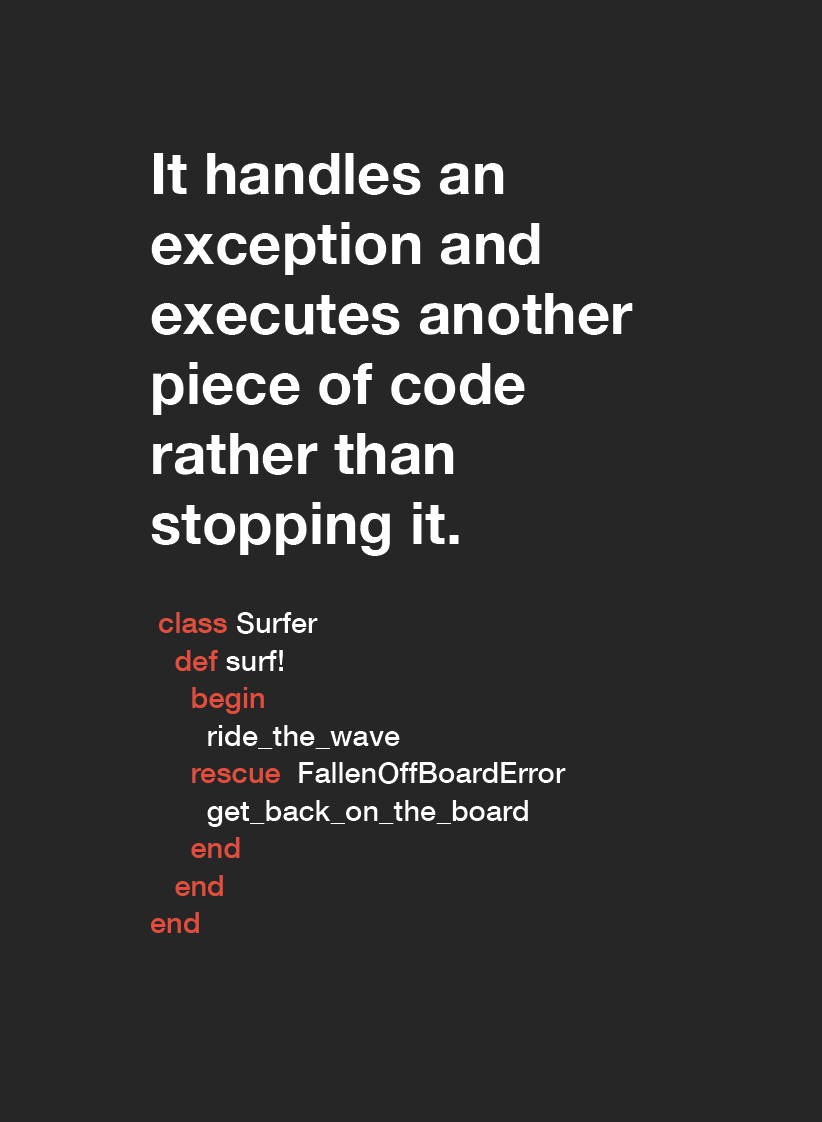 It handles an
exception and
executes another
piece of code
rather than
stopping it.
class Surfer
def surf!
begin
ride_the_wave
rescue  FallenOffBoardError
get_back_on_the_board
end
end
end